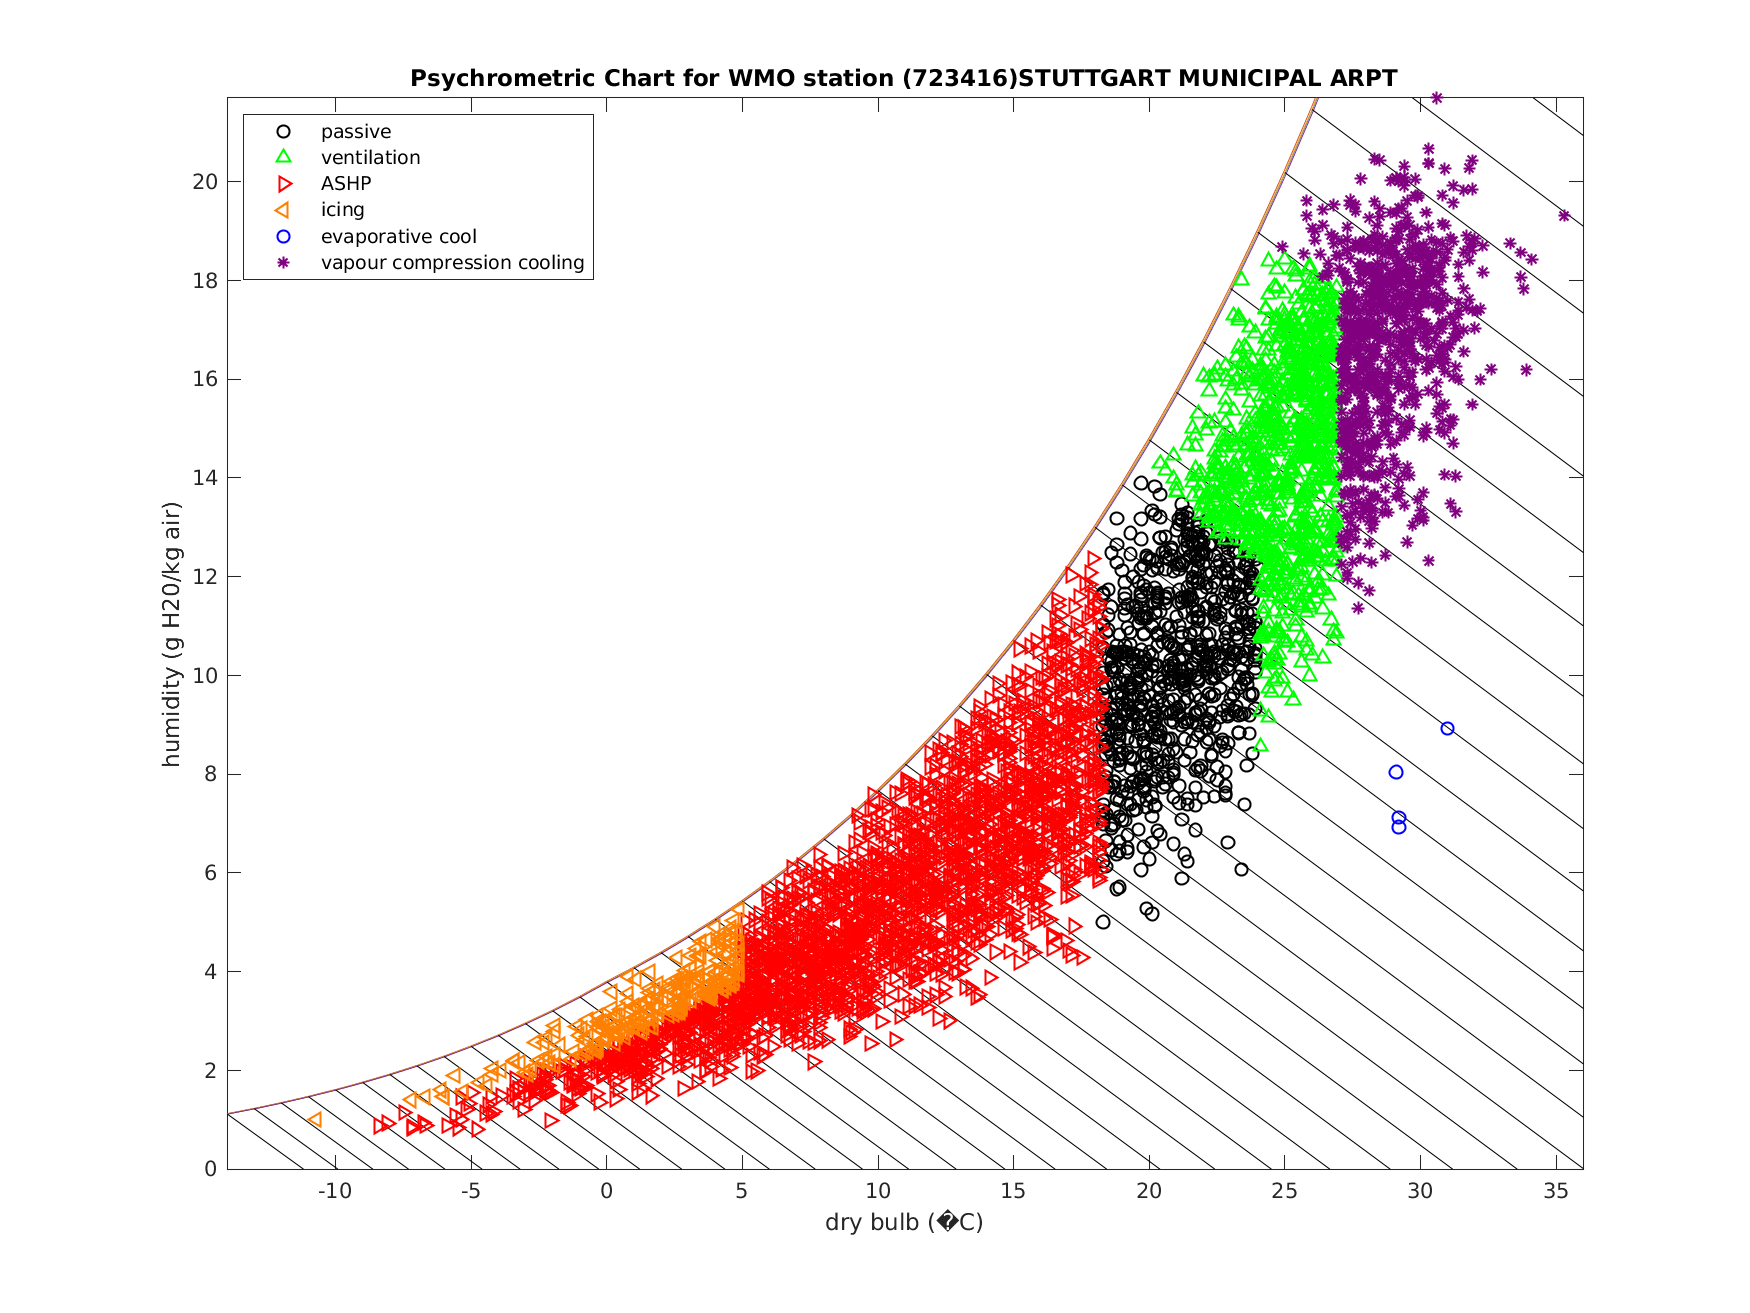 Psychrometric Chart for WMO station (723416)STUTTGART MUNICIPAL ARPT
passive
ventilation
ASHP
icing
evaporative cool
vapour compression cooling
humidity (g H20/kg air)
20
18
16
14
12
10
8
6
4
2
0
-10 -5 0 5 10 15 20 25 30 35
dry bulb (�C)